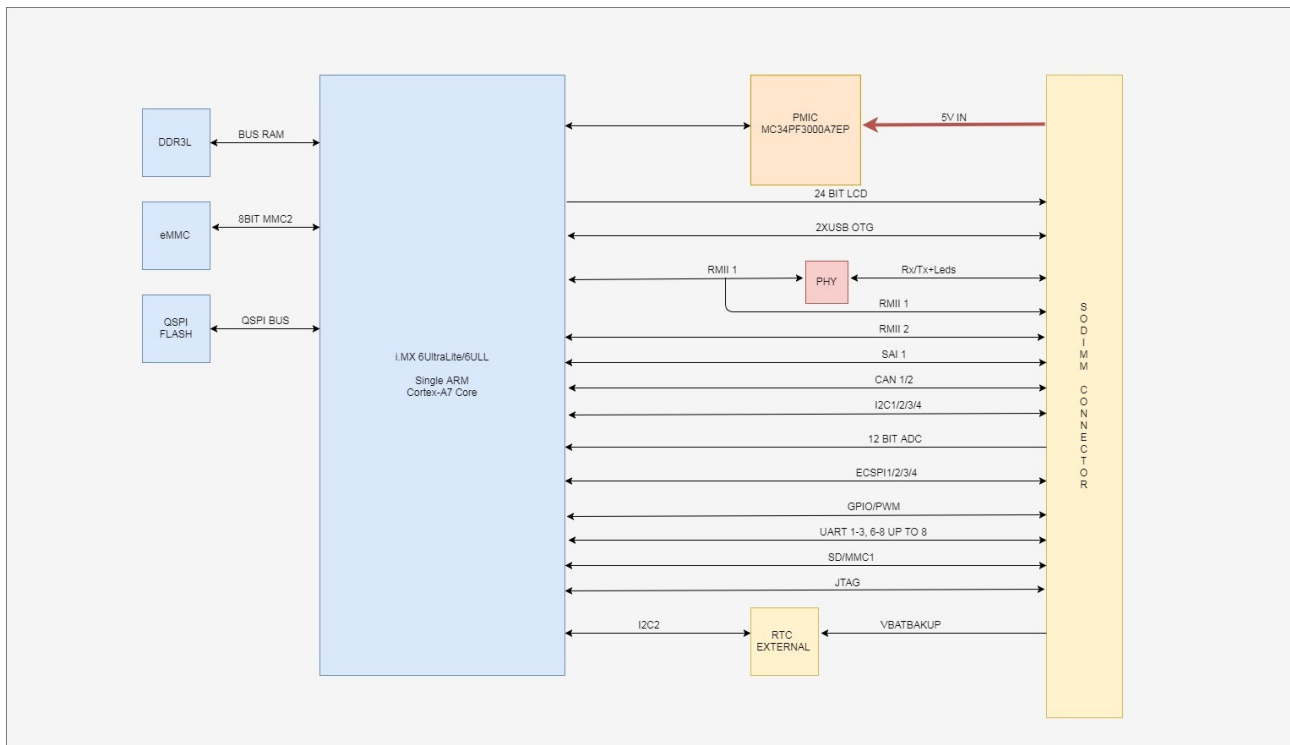 DDR3L
BUS RAM
eMMC
8BIT MMC2
QSPI
FLASH
QSPI BUS
i.MX 6UltraLite/6ULL
Single ARM
Cortex-A7 Core
PMIC
MC34PF3000A7EP
5V IN
24 BIT LCD
2XUSB OTG
RMII 1
PHY
Rx/Tx+Leds
RMII 1
RMII 2
SAI 1
CAN 1/2
I2C1/2/3/4
12 BIT ADC
ECSPI1/2/3/4
GPIO/PWM
UART 1-3, 6-8 UP TO 8
SD/MMC1
JTAG
I2C2
RTC
EXTERNAL
VBATBAKUP
SODIMM CONNECTOR